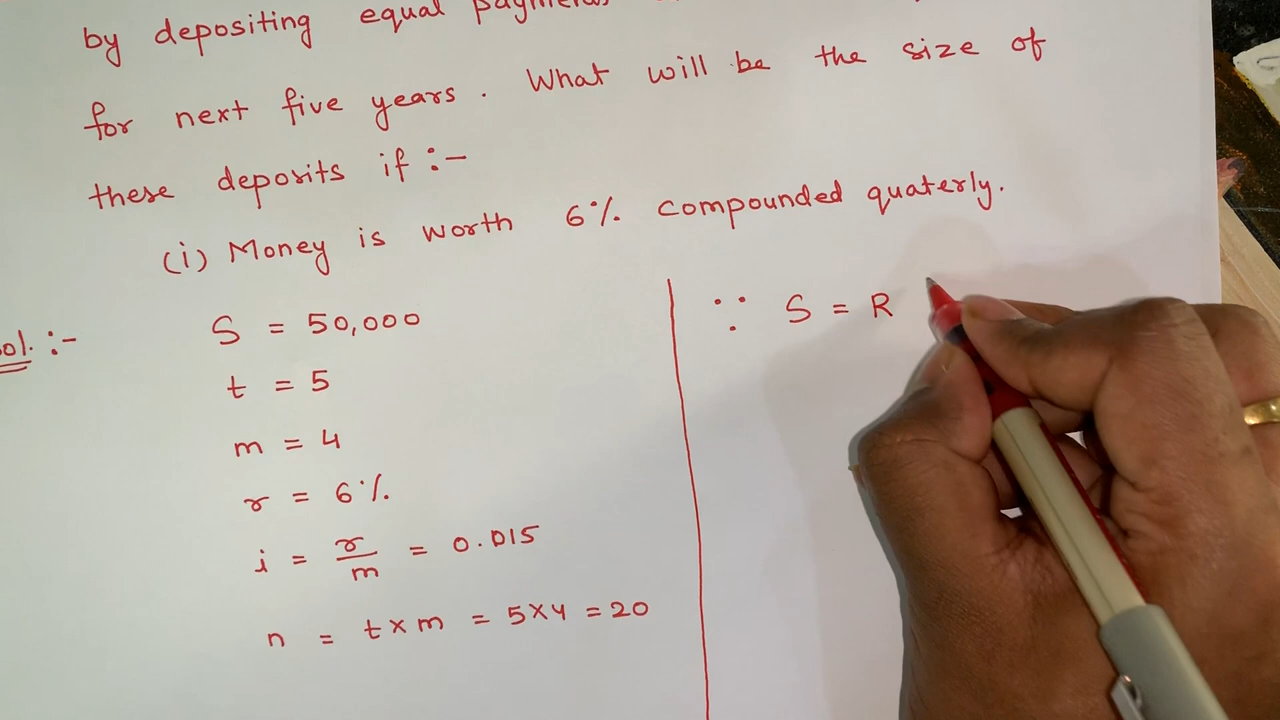 by depositing equal
for next five years. What will be the size of
these deposits if :-
(i) Money is worth 6% compounded quaterly.
Sol. :-
S = 50,000
t = 5
m = 4
r = 6%
i = r/m = 0.015
n = t×m = 5×4 = 20
∵ S = R